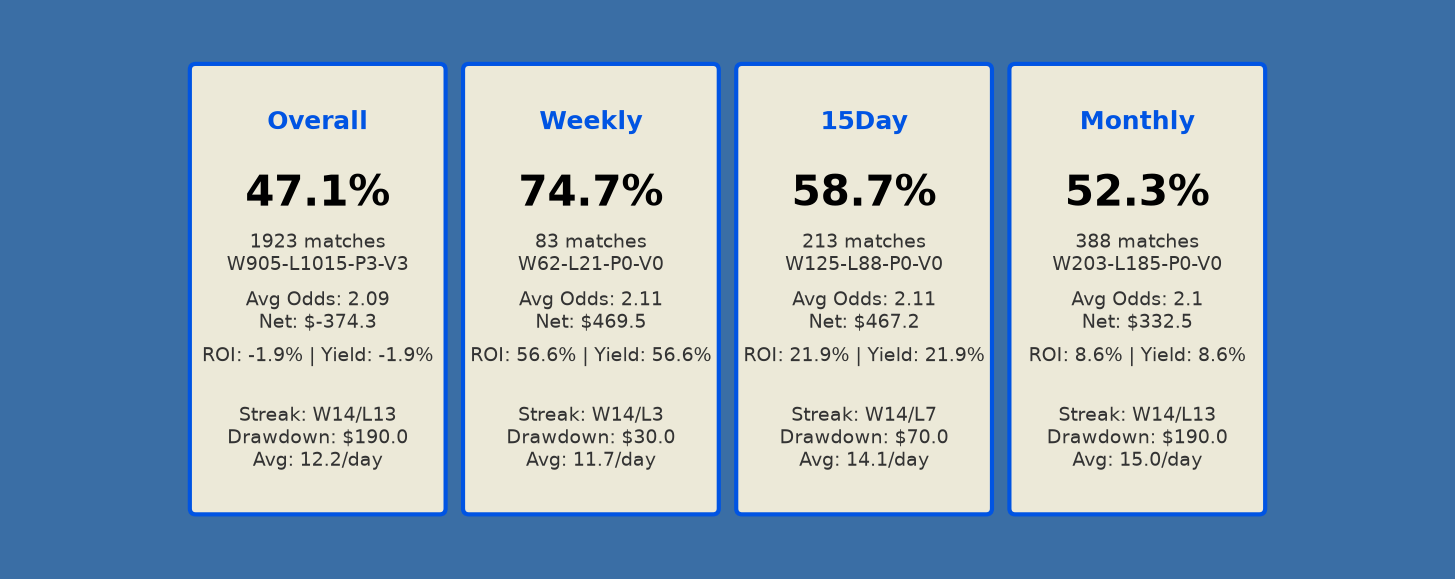 Overall
47.1%
1923 matches
W905-L1015-P3-V3
Avg Odds: 2.09
Net: $-374.3
ROI: -1.9% | Yield: -1.9%
Streak: W14/L13
Drawdown: $190.0
Avg: 12.2/day
Weekly
74.7%
83 matches
W62-L21-P0-V0
Avg Odds: 2.11
Net: $469.5
ROI: 56.6% | Yield: 56.6%
Streak: W14/L3
Drawdown: $30.0
Avg: 11.7/day
15Day
58.7%
213 matches
W125-L88-P0-V0
Avg Odds: 2.11
Net: $467.2
ROI: 21.9% | Yield: 21.9%
Streak: W14/L7
Drawdown: $70.0
Avg: 14.1/day
Monthly
52.3%
388 matches
W203-L185-P0-V0
Avg Odds: 2.1
Net: $332.5
ROI: 8.6% | Yield: 8.6%
Streak: W14/L13
Drawdown: $190.0
Avg: 15.0/day